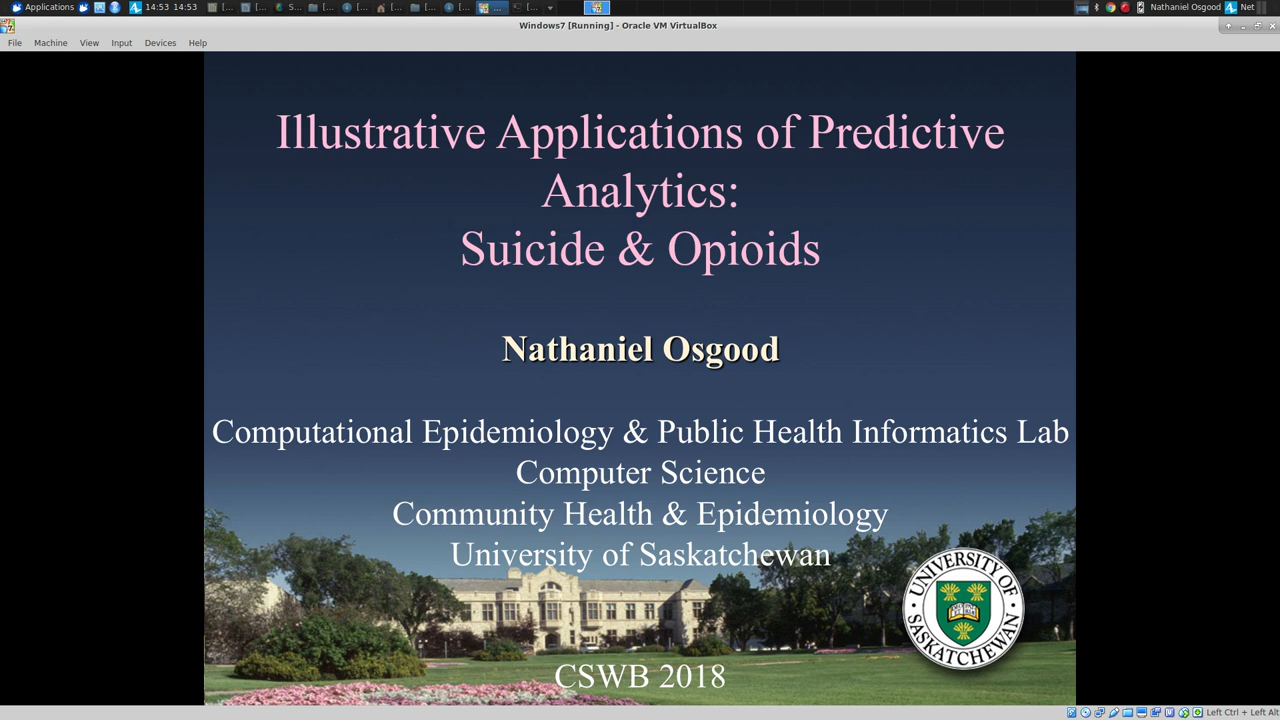 Applications 14:53 14:53 Nathaniel Osgood Net
Windows7 [Running] - Oracle VM VirtualBox
File Machine View Input Devices Help
Illustrative Applications of Predictive
Analytics:
Suicide & Opioids
Nathaniel Osgood
Computational Epidemiology & Public Health Informatics Lab
Computer Science
Community Health & Epidemiology
University of Saskatchewan
UNIVERSITY OF
SASKATCHEWAN
CSWB 2018
Left Ctrl + Left Alt